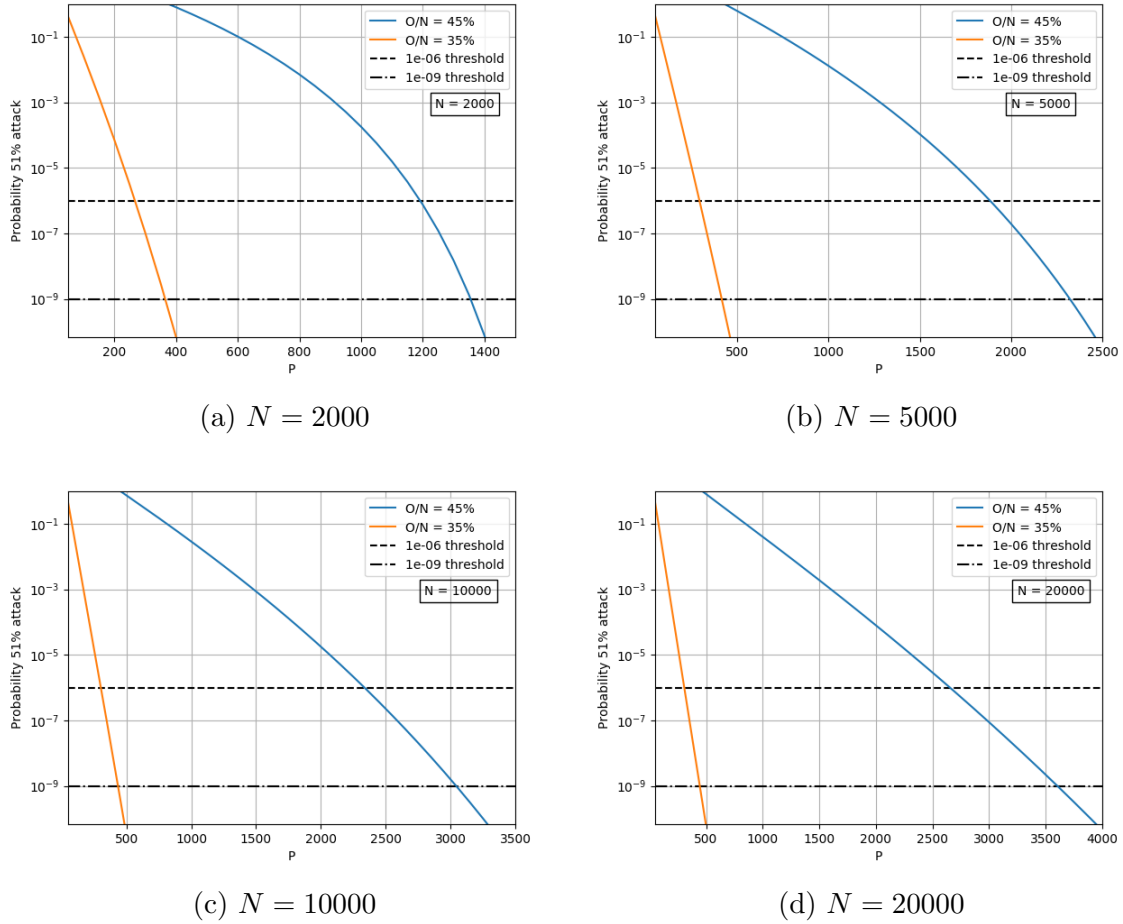 10⁻¹
10⁻³
10⁻⁵
10⁻⁷
10⁻⁹
Probability 51% attack
200 400 600 800 1000 1200 1400
P
O/N = 45%
O/N = 35%
1e-06 threshold
1e-09 threshold
N = 2000
(a) N = 2000
10⁻¹
10⁻³
10⁻⁵
10⁻⁷
10⁻⁹
Probability 51% attack
500 1000 1500 2000 2500
P
O/N = 45%
O/N = 35%
1e-06 threshold
1e-09 threshold
N = 5000
(b) N = 5000
10⁻¹
10⁻³
10⁻⁵
10⁻⁷
10⁻⁹
Probability 51% attack
500 1000 1500 2000 2500 3000 3500
P
O/N = 45%
O/N = 35%
1e-06 threshold
1e-09 threshold
N = 10000
(c) N = 10000
10⁻¹
10⁻³
10⁻⁵
10⁻⁷
10⁻⁹
Probability 51% attack
500 1000 1500 2000 2500 3000 3500 4000
P
O/N = 45%
O/N = 35%
1e-06 threshold
1e-09 threshold
N = 20000
(d) N = 20000